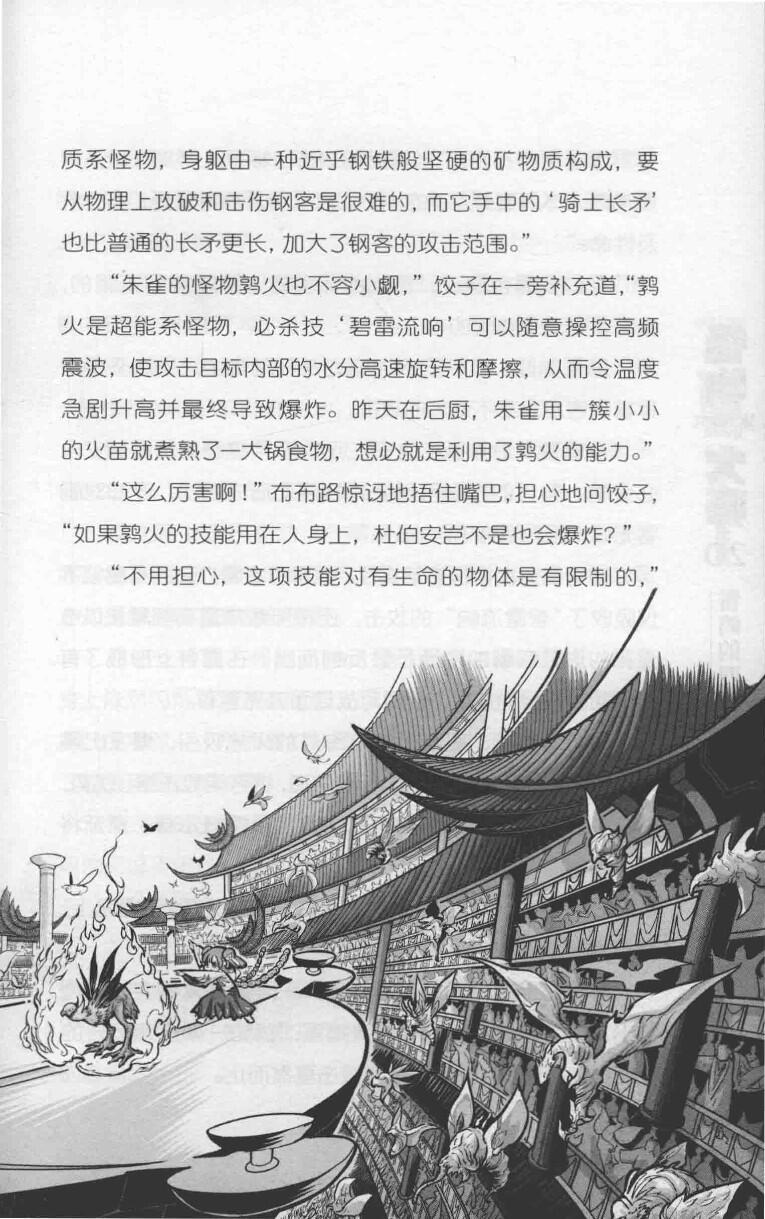 质系怪物，身躯由一种近乎钢铁般坚硬的矿物质构成，要
从物理上攻破和击伤钢客是很难的，而它手中的‘骑士长矛’
也比普通的长矛更长，加大了钢客的攻击范围。”
“朱雀的怪物鹑火也不容小觑，”饺子在一旁补充道，“鹑
火是超能系怪物，必杀技‘碧雷流响’可以随意操控高频
震波，使攻击目标内部的水分高速旋转和摩擦，从而令温度
急剧升高并最终导致爆炸。昨天在后厨，朱雀用一簇小小
的火苗就煮熟了一大锅食物，想必就是利用了鹑火的能力。”
“这么厉害啊！”布布路惊讶地捂住嘴巴，担心地问饺子，
“如果鹑火的技能用在人身上，杜伯安岂不是也会爆炸？”
“不用担心，这项技能对有生命的物体是有限制的，”